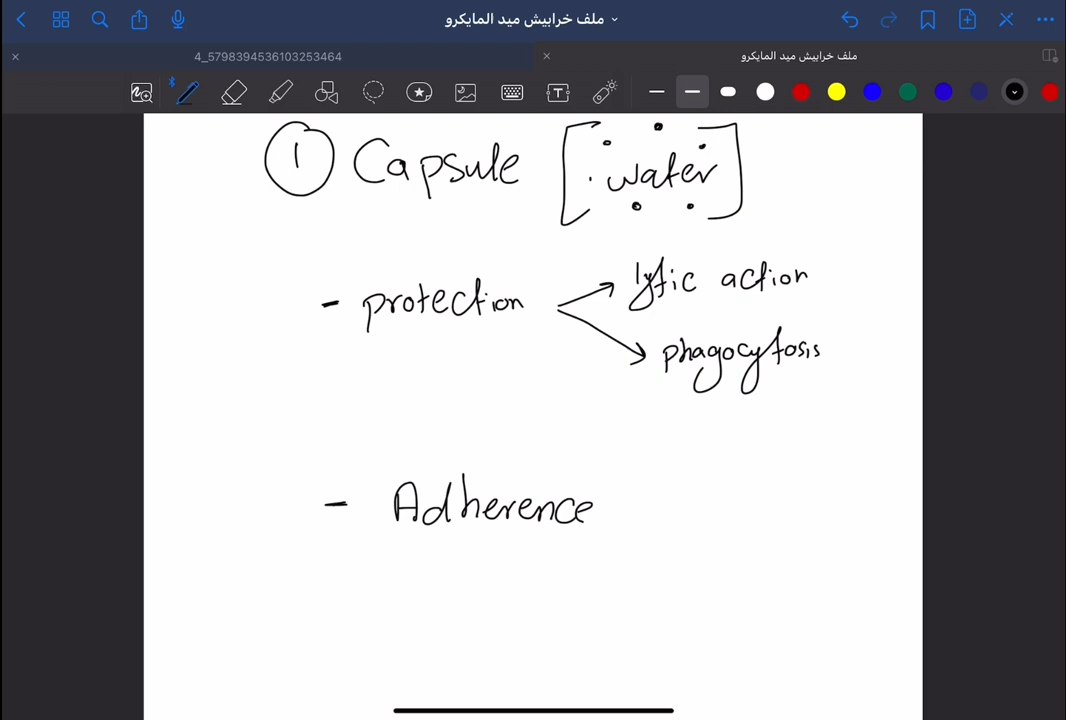 ملف خرابيش ميد المايكرو
4_5798394536103253464
ملف خرابيش ميد المايكرو
1 Capsule [water]
- protection
lytic action
phagocytosis
- Adherence